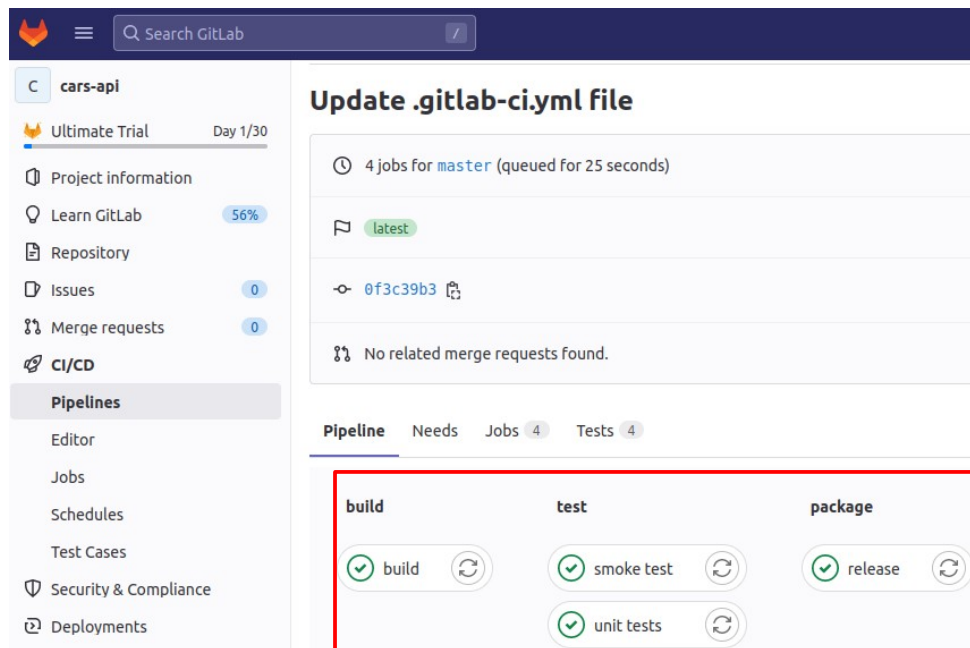 Search GitLab /
C cars-api
Ultimate Trial Day 1/30
Project information
Learn GitLab 56%
Repository
Issues 0
Merge requests 0
CI/CD
Pipelines
Editor
Jobs
Schedules
Test Cases
Security & Compliance
Deployments
Update .gitlab-ci.yml file
4 jobs for master (queued for 25 seconds)
latest
0f3c39b3
No related merge requests found.
Pipeline Needs Jobs 4 Tests 4
build test package
build smoke test release
unit tests